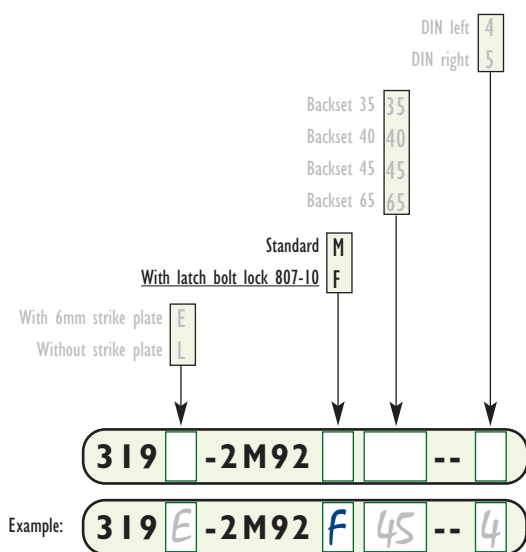 DIN left 4
DIN right 5
Backset 35 35
Backset 40 40
Backset 45 45
Backset 65 65
Standard M
With latch bolt lock 807-10 F
With 6mm strike plate E
Without strike plate L
319 -2M92 --
Example: 319 E -2M92 F 45 -- 4